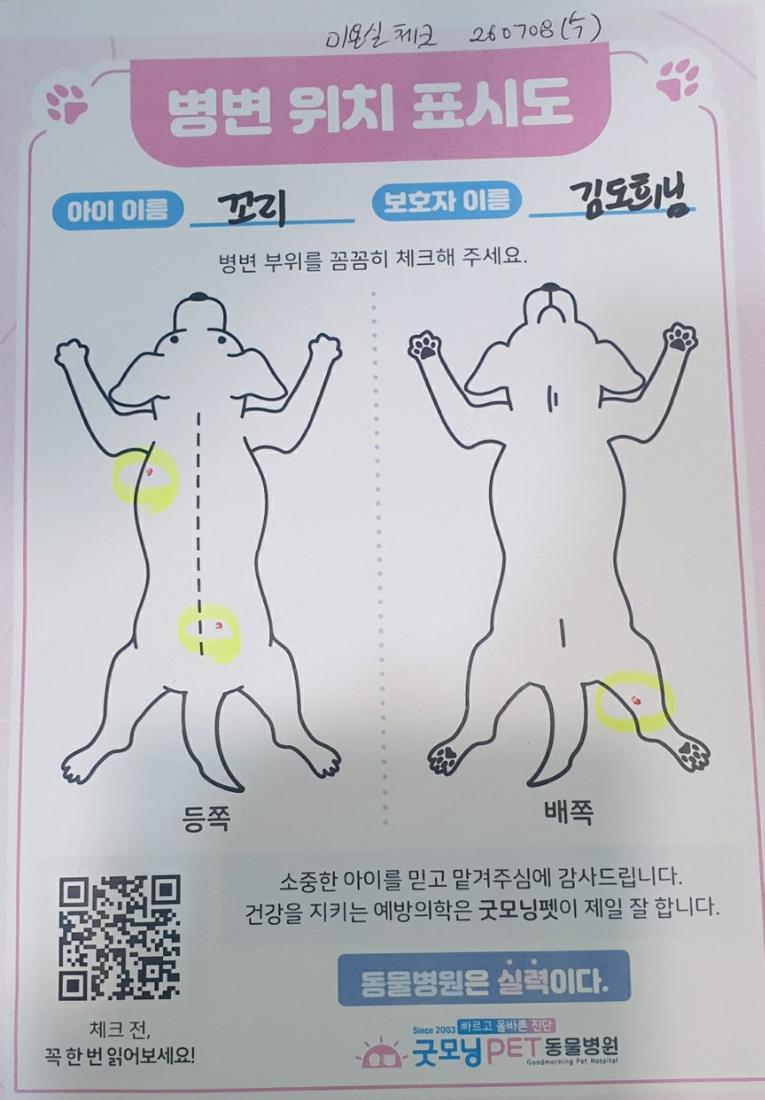 미용실 체크 260708(수)
병변 위치 표시도
아이 이름 꼬리 보호자 이름 김도희님
병변 부위를 꼼꼼히 체크해 주세요.
등쪽 배쪽
소중한 아이를 믿고 맡겨주심에 감사드립니다.
건강을 지키는 예방의학은 굿모닝펫이 제일 잘 합니다.
동물병원은 실력이다.
체크 전,
꼭 한 번 읽어보세요!
Since 2003 빠르고 올바른 진단
굿모닝 PET 동물병원
Goodmorning Pet Hospital